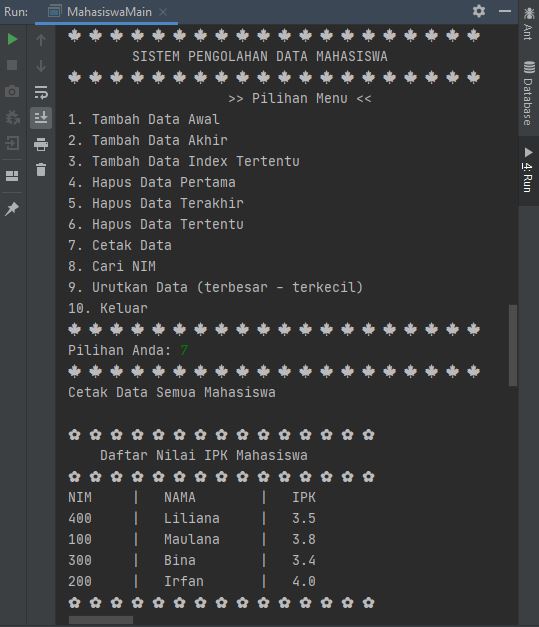 Run: MahasiswaMain
SISTEM PENGOLAHAN DATA MAHASISWA
>> Pilihan Menu <<
1. Tambah Data Awal
2. Tambah Data Akhir
3. Tambah Data Index Tertentu
4. Hapus Data Pertama
5. Hapus Data Terakhir
6. Hapus Data Tertentu
7. Cetak Data
8. Cari NIM
9. Urutkan Data (terbesar - terkecil)
10. Keluar
Pilihan Anda: 7
Cetak Data Semua Mahasiswa
Daftar Nilai IPK Mahasiswa
NIM | NAMA | IPK
400 | Liliana | 3.5
100 | Maulana | 3.8
300 | Bina | 3.4
200 | Irfan | 4.0
Ant
Database
4: Run